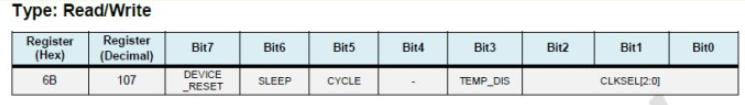 Type: Read/Write
Register (Hex) Register (Decimal) Bit7 Bit6 Bit5 Bit4 Bit3 Bit2 Bit1 Bit0
6B 107 DEVICE _RESET SLEEP CYCLE - TEMP_DIS CLKSEL[2:0]